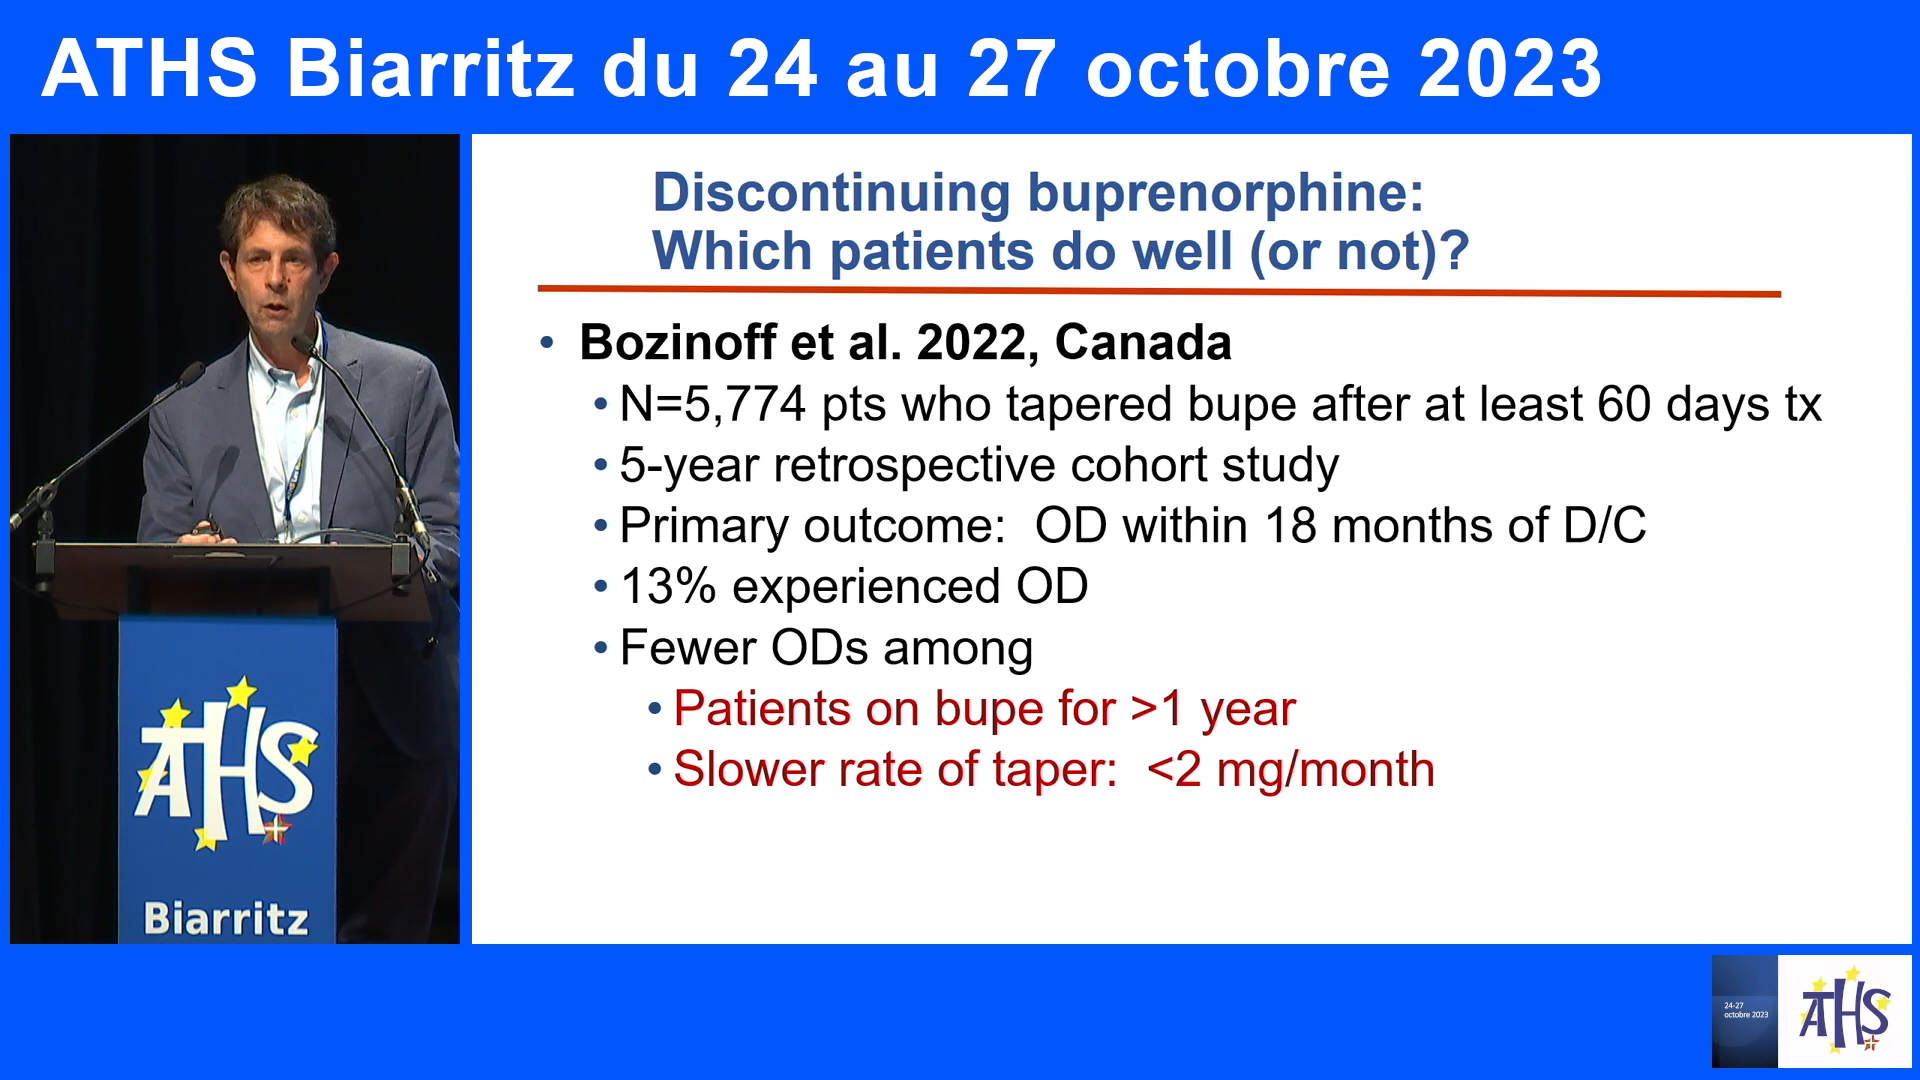 ATHS Biarritz du 24 au 27 octobre 2023
Discontinuing buprenorphine:
Which patients do well (or not)?
• Bozinoff et al. 2022, Canada
• N=5,774 pts who tapered bupe after at least 60 days tx
• 5-year retrospective cohort study
• Primary outcome: OD within 18 months of D/C
• 13% experienced OD
• Fewer ODs among
• Patients on bupe for >1 year
• Slower rate of taper: <2 mg/month
ATHS
Biarritz
24-27
octobre 2023
ATHS